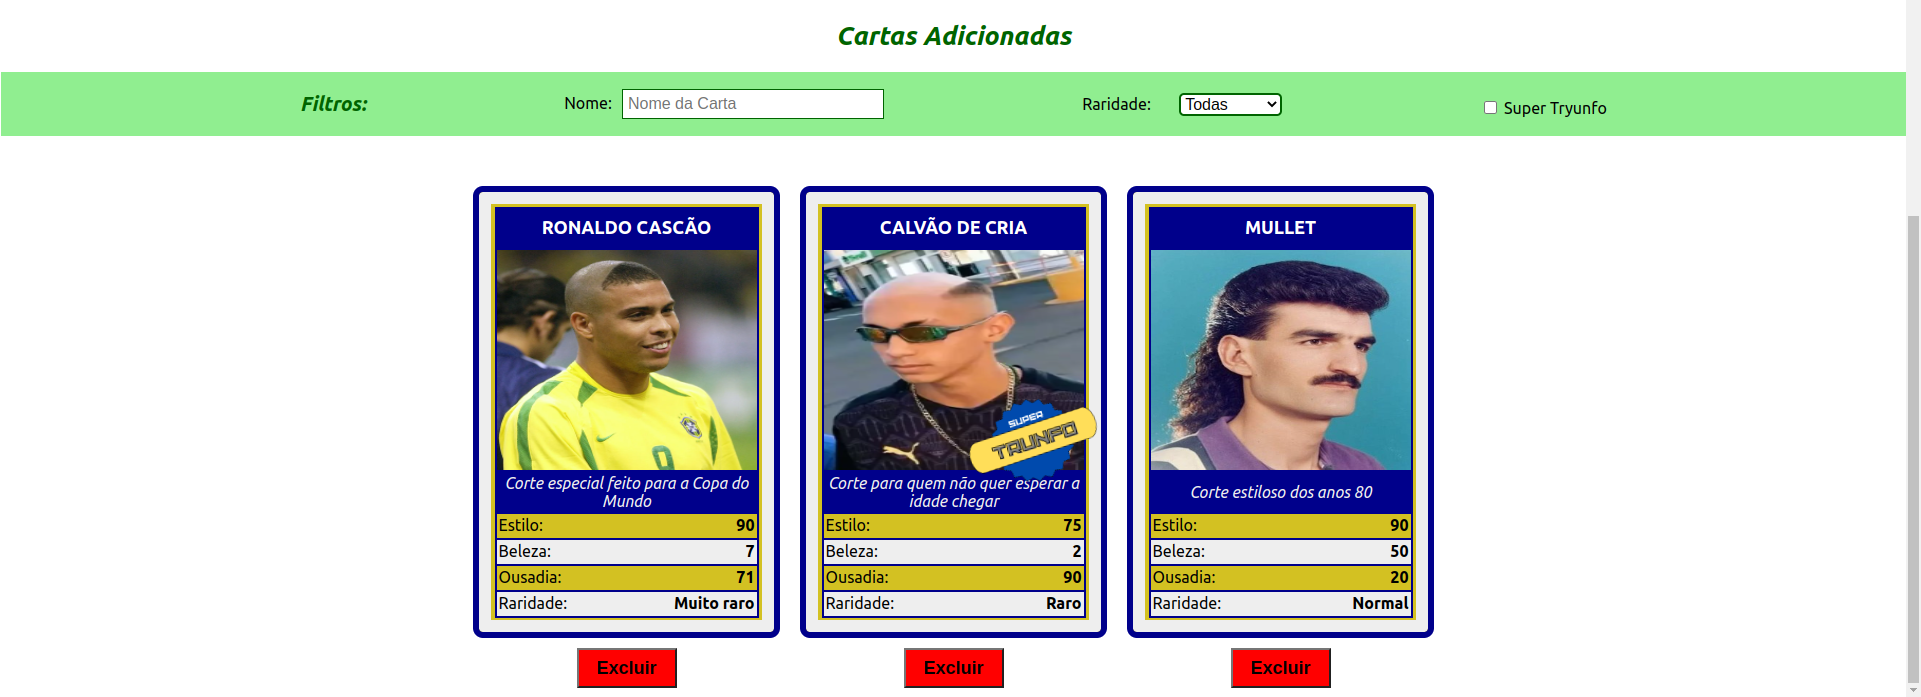 Cartas Adicionadas
Filtros:
Nome:
Nome da Carta
Raridade:
Todas
Super Tryunfo
RONALDO CASCÃO
9
Corte especial feito para a Copa do
Mundo
Estilo: 90
Beleza: 7
Ousadia: 71
Raridade: Muito raro
Excluir
CALVÃO DE CRIA
SUPER
TRUNFO
Corte para quem não quer esperar a
idade chegar
Estilo: 75
Beleza: 2
Ousadia: 90
Raridade: Raro
Excluir
MULLET
Corte estiloso dos anos 80
Estilo: 90
Beleza: 50
Ousadia: 20
Raridade: Normal
Excluir